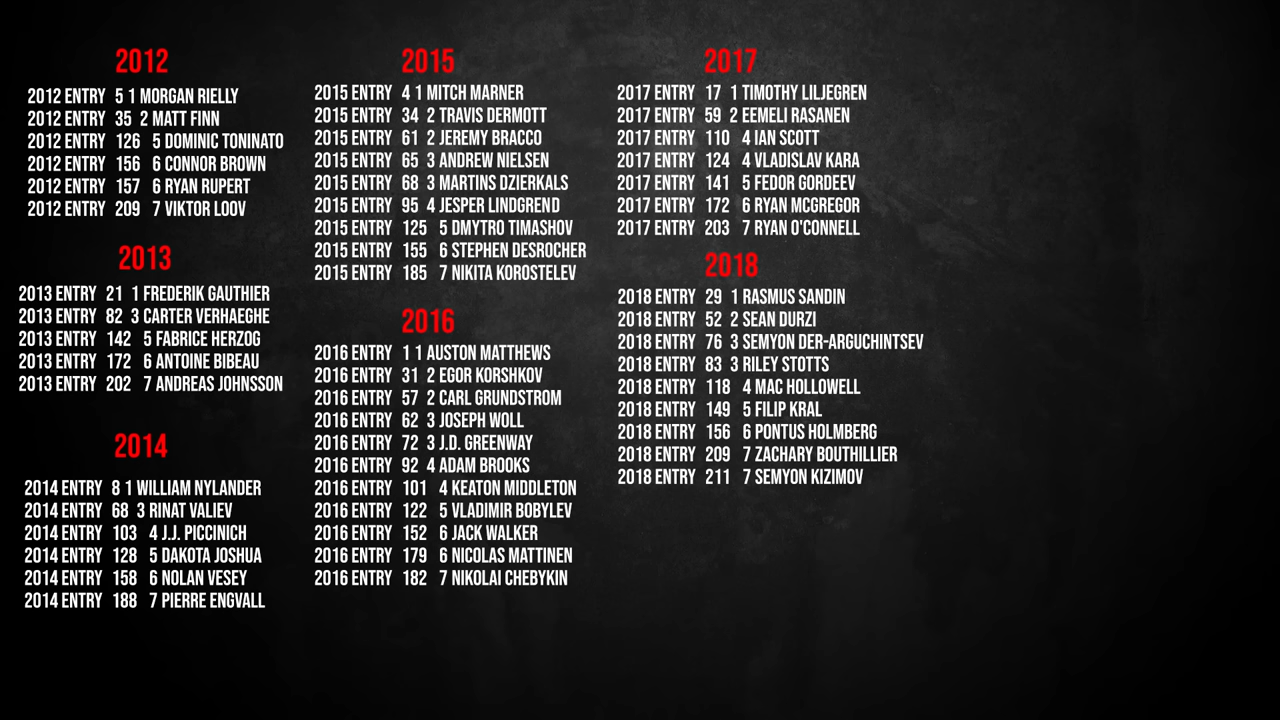 2012
2012 ENTRY 5 1 MORGAN RIELLY
2012 ENTRY 35 2 MATT FINN
2012 ENTRY 126 5 DOMINIC TONINATO
2012 ENTRY 156 6 CONNOR BROWN
2012 ENTRY 157 6 RYAN RUPERT
2012 ENTRY 209 7 VIKTOR LOOV
2013
2013 ENTRY 21 1 FREDERIK GAUTHIER
2013 ENTRY 82 3 CARTER VERHAEGHE
2013 ENTRY 142 5 FABRICE HERZOG
2013 ENTRY 172 6 ANTOINE BIBEAU
2013 ENTRY 202 7 ANDREAS JOHNSSON
2014
2014 ENTRY 8 1 WILLIAM NYLANDER
2014 ENTRY 68 3 RINAT VALIEV
2014 ENTRY 103 4 J.J. PICCINICH
2014 ENTRY 128 5 DAKOTA JOSHUA
2014 ENTRY 158 6 NOLAN VESEY
2014 ENTRY 188 7 PIERRE ENGVALL
2015
2015 ENTRY 4 1 MITCH MARNER
2015 ENTRY 34 2 TRAVIS DERMOTT
2015 ENTRY 61 2 JEREMY BRACCO
2015 ENTRY 65 3 ANDREW NIELSEN
2015 ENTRY 68 3 MARTINS DZIERKALS
2015 ENTRY 95 4 JESPER LINDGREND
2015 ENTRY 125 5 DMYTRO TIMASHOV
2015 ENTRY 155 6 STEPHEN DESROCHER
2015 ENTRY 185 7 NIKITA KOROSTELEV
2016
2016 ENTRY 1 1 AUSTON MATTHEWS
2016 ENTRY 31 2 EGOR KORSHKOV
2016 ENTRY 57 2 CARL GRUNDSTROM
2016 ENTRY 62 3 JOSEPH WOLL
2016 ENTRY 72 3 J.D. GREENWAY
2016 ENTRY 92 4 ADAM BROOKS
2016 ENTRY 101 4 KEATON MIDDLETON
2016 ENTRY 122 5 VLADIMIR BOBYLEV
2016 ENTRY 152 6 JACK WALKER
2016 ENTRY 179 6 NICOLAS MATTINEN
2016 ENTRY 182 7 NIKOLAI CHEBYKIN
2017
2017 ENTRY 17 1 TIMOTHY LILJEGREN
2017 ENTRY 59 2 EEMELI RASANEN
2017 ENTRY 110 4 IAN SCOTT
2017 ENTRY 124 4 VLADISLAV KARA
2017 ENTRY 141 5 FEDOR GORDEEV
2017 ENTRY 172 6 RYAN MCGREGOR
2017 ENTRY 203 7 RYAN O'CONNELL
2018
2018 ENTRY 29 1 RASMUS SANDIN
2018 ENTRY 52 2 SEAN DURZI
2018 ENTRY 76 3 SEMYON DER-ARGUCHINTSEV
2018 ENTRY 83 3 RILEY STOTTS
2018 ENTRY 118 4 MAC HOLLOWELL
2018 ENTRY 149 5 FILIP KRAL
2018 ENTRY 156 6 PONTUS HOLMBERG
2018 ENTRY 209 7 ZACHARY BOUTHILLIER
2018 ENTRY 211 7 SEMYON KIZIMOV